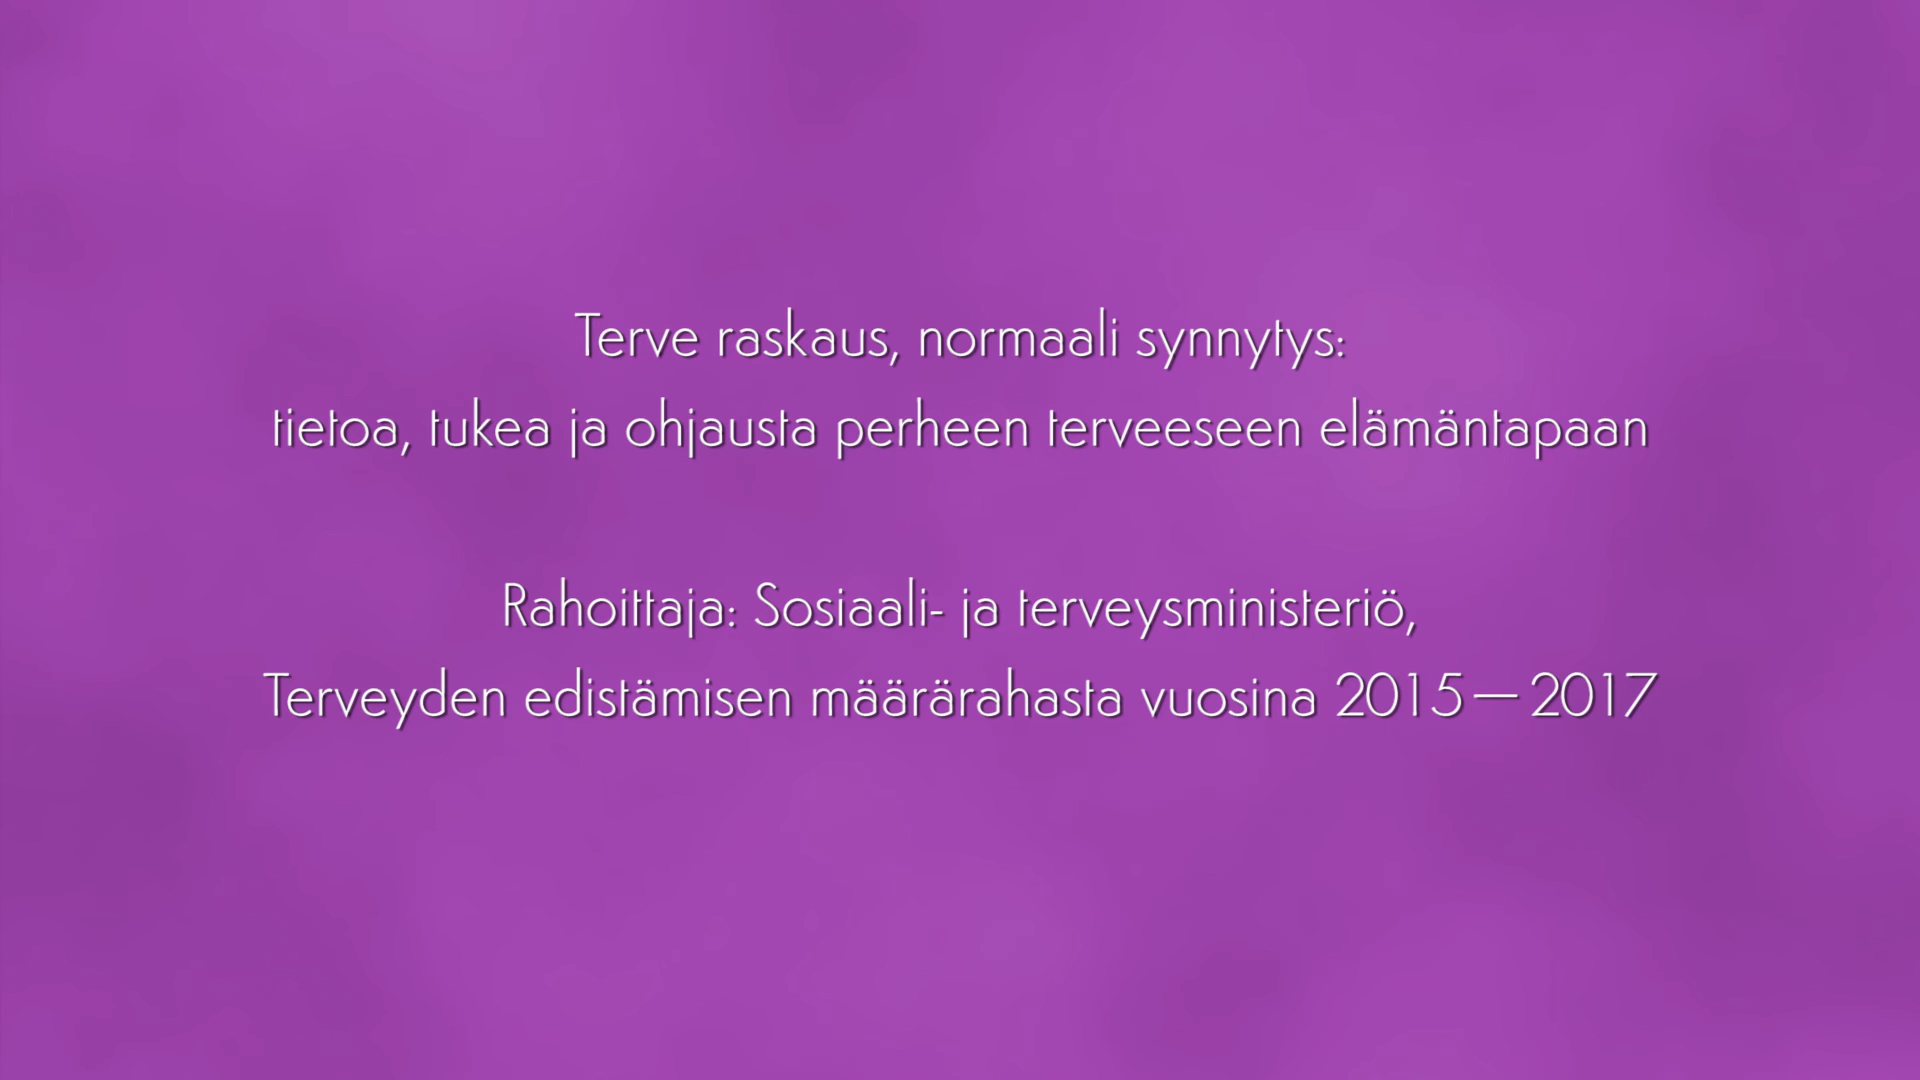 Terve raskaus, normaali synnytys:
tietoa, tukea ja ohjausta perheen terveeseen elämäntapaan
Rahoittaja: Sosiaali- ja terveysministeriö,
Terveyden edistämisen määrärahasta vuosina 2015—2017